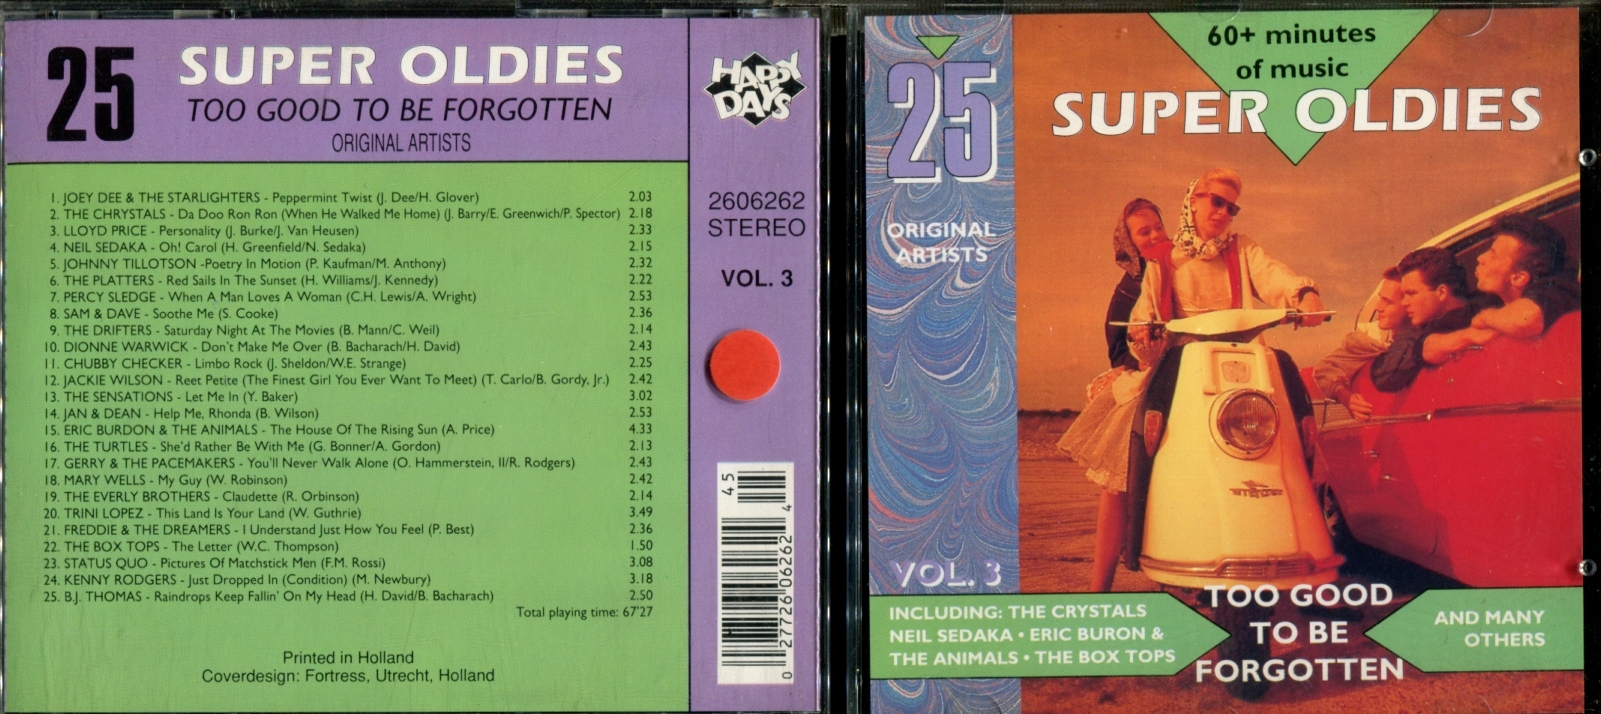 25
SUPER OLDIES
TOO GOOD TO BE FORGOTTEN
ORIGINAL ARTISTS
1. JOEY DEE & THE STARLIGHTERS - Peppermint Twist (J. Dee/H. Glover) 2.03
2. THE CHRYSTALS - Da Doo Ron Ron (When He Walked Me Home) (J. Barry/E. Greenwich/P. Spector) 2.18
3. LLOYD PRICE - Personality (J. Burke/J. Van Heusen) 2.33
4. NEIL SEDAKA - Oh! Carol (H. Greenfield/N. Sedaka) 2.15
5. JOHNNY TILLOTSON -Poetry In Motion (P. Kaufman/M. Anthony) 2.32
6. THE PLATTERS - Red Sails In The Sunset (H. Williams/J. Kennedy) 2.22
7. PERCY SLEDGE - When A Man Loves A Woman (C.H. Lewis/A. Wright) 2.53
8. SAM & DAVE - Soothe Me (S. Cooke) 2.36
9. THE DRIFTERS - Saturday Night At The Movies (B. Mann/C. Weil) 2.14
10. DIONNE WARWICK - Don't Make Me Over (B. Bacharach/H. David) 2.43
11. CHUBBY CHECKER - Limbo Rock (J. Sheldon/W.E. Strange) 2.25
12. JACKIE WILSON - Reet Petite (The Finest Girl You Ever Want To Meet) (T. Carlo/B. Gordy, Jr.) 2.42
13. THE SENSATIONS - Let Me In (Y. Baker) 3.02
14. JAN & DEAN - Help Me, Rhonda (B. Wilson) 2.53
15. ERIC BURDON & THE ANIMALS - The House Of The Rising Sun (A. Price) 4.33
16. THE TURTLES - She'd Rather Be With Me (G. Bonner/A. Gordon) 2.13
17. GERRY & THE PACEMAKERS - You'll Never Walk Alone (O. Hammerstein, II/R. Rodgers) 2.43
18. MARY WELLS - My Guy (W. Robinson) 2.42
19. THE EVERLY BROTHERS - Claudette (R. Orbinson) 2.14
20. TRINI LOPEZ - This Land Is Your Land (W. Guthrie) 3.49
21. FREDDIE & THE DREAMERS - I Understand Just How You Feel (P. Best) 2.36
22. THE BOX TOPS - The Letter (W.C. Thompson) 1.50
23. STATUS QUO - Pictures Of Matchstick Men (F.M. Rossi) 3.08
24. KENNY RODGERS - Just Dropped In (Condition) (M. Newbury) 3.18
25. B.J. THOMAS - Raindrops Keep Fallin' On My Head (H. David/B. Bacharach) 2.50
Total playing time: 67'27
Printed in Holland
Coverdesign: Fortress, Utrecht, Holland
HAPPY
DAYS
2606262
STEREO
VOL. 3
45
0 27726 06262 4
25
ORIGINAL
ARTISTS
VOL. 3
60+ minutes
of music
SUPER OLDIES
TOO GOOD
TO BE
FORGOTTEN
INCLUDING: THE CRYSTALS
NEIL SEDAKA • ERIC BURON &
THE ANIMALS • THE BOX TOPS
AND MANY
OTHERS